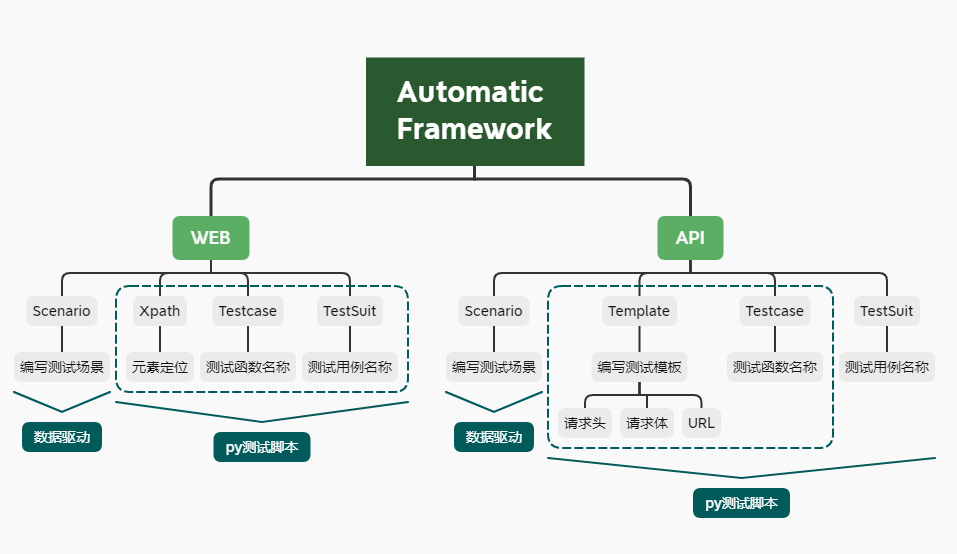 Automatic
Framework
WEB
API
Scenario
Xpath
Testcase
TestSuit
Scenario
Template
Testcase
TestSuit
编写测试场景
元素定位
测试函数名称
测试用例名称
编写测试场景
编写测试模板
测试函数名称
测试用例名称
请求头
请求体
URL
数据驱动
py测试脚本
数据驱动
py测试脚本